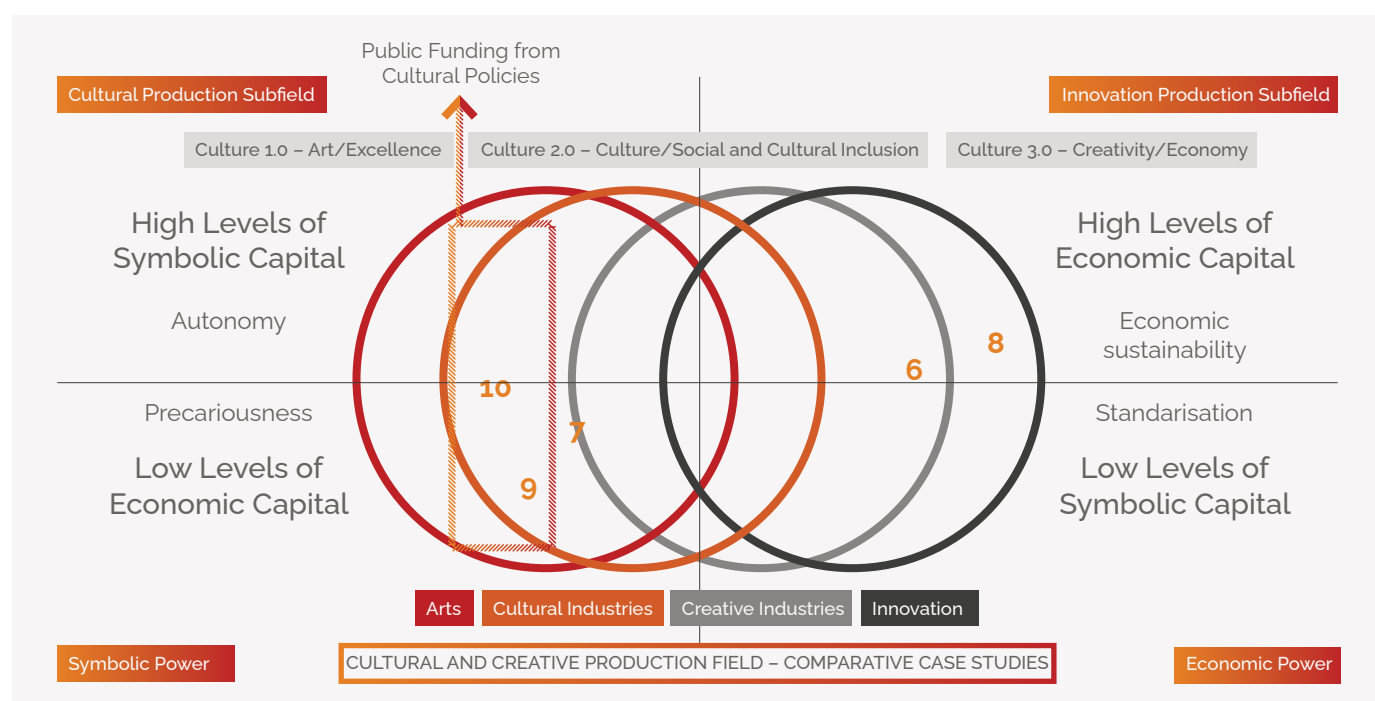 Public Funding from
Cultural Policies
Cultural Production Subfield
Innovation Production Subfield
Culture 1.0 – Art/Excellence
Culture 2.0 – Culture/Social and Cultural Inclusion
Culture 3.0 – Creativity/Economy
High Levels of
Symbolic Capital
High Levels of
Economic Capital
Autonomy
Economic
sustainability
8
6
10
Precariousness
Standarisation
7
Low Levels of
Economic Capital
Low Levels of
Symbolic Capital
9
Arts
Cultural Industries
Creative Industries
Innovation
Symbolic Power
CULTURAL AND CREATIVE PRODUCTION FIELD – COMPARATIVE CASE STUDIES
Economic Power